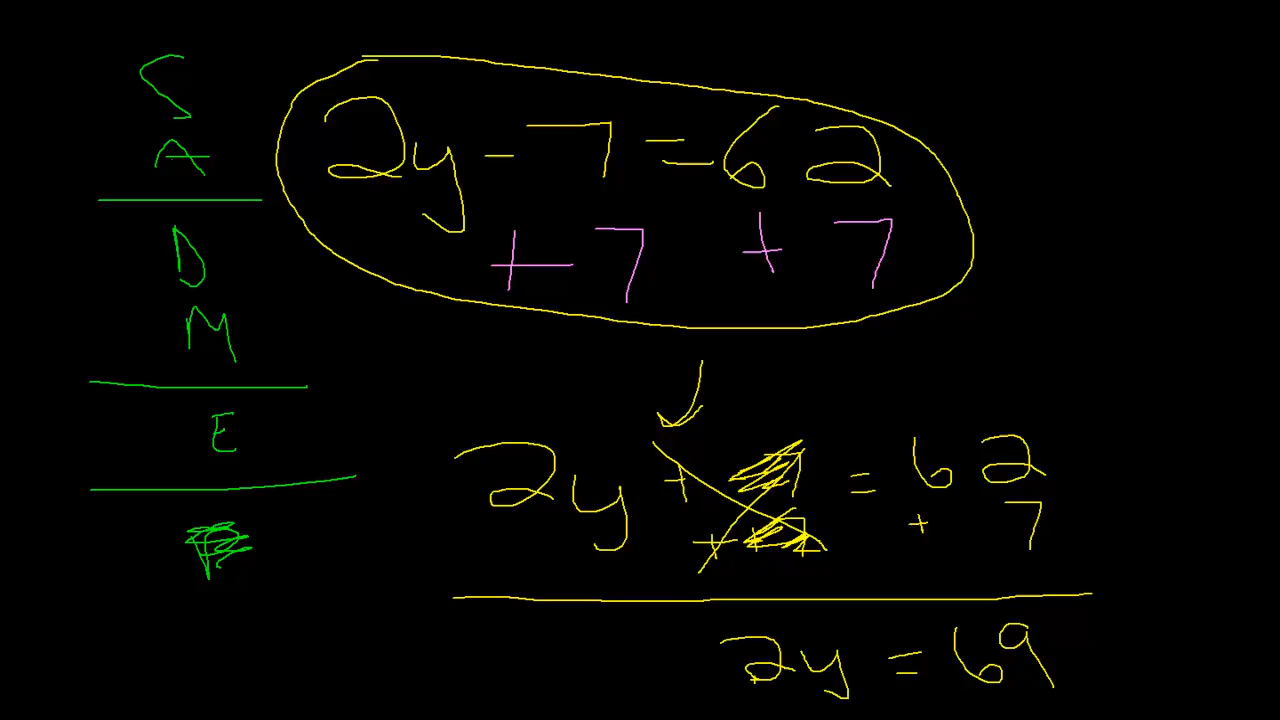 S
A
D
M
E
2y - 7 = 62
+ 7 + 7
2y + = 62
+ + 7
2y = 69